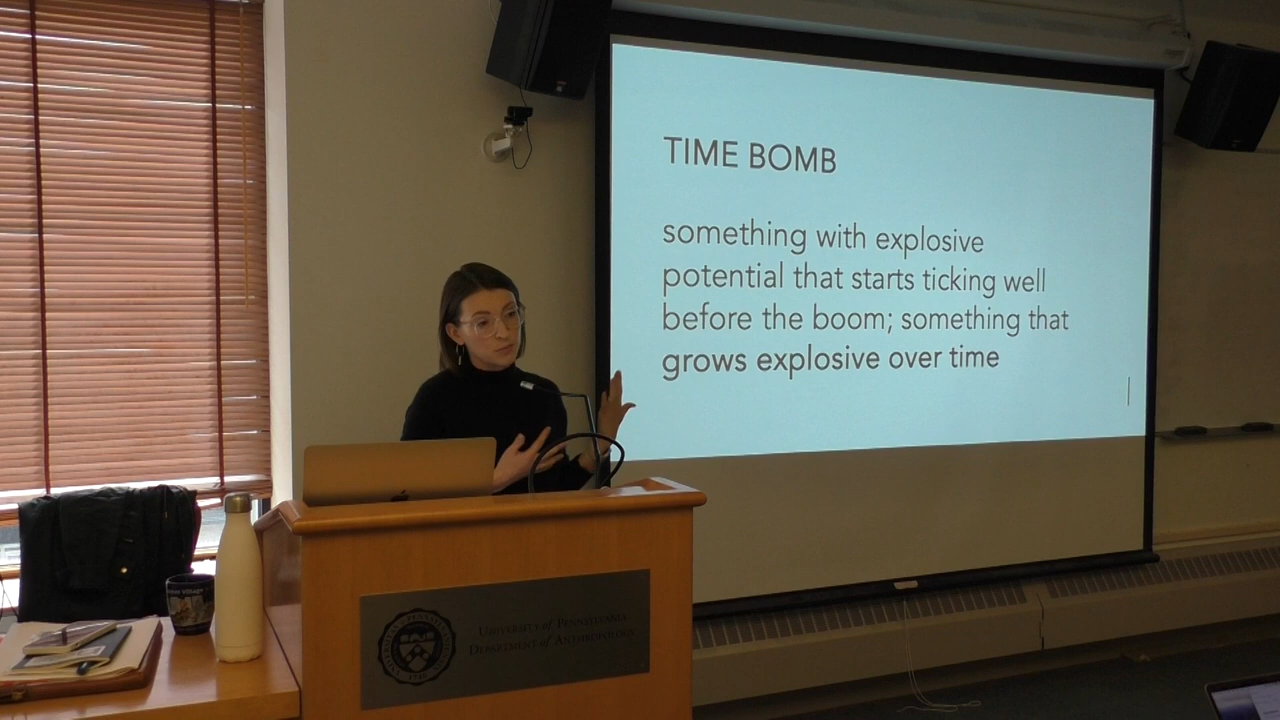 TIME BOMB
something with explosive
potential that starts ticking well
before the boom; something that
grows explosive over time
UNIVERSITY of PENNSYLVANIA
DEPARTMENT of ANTHROPOLOGY